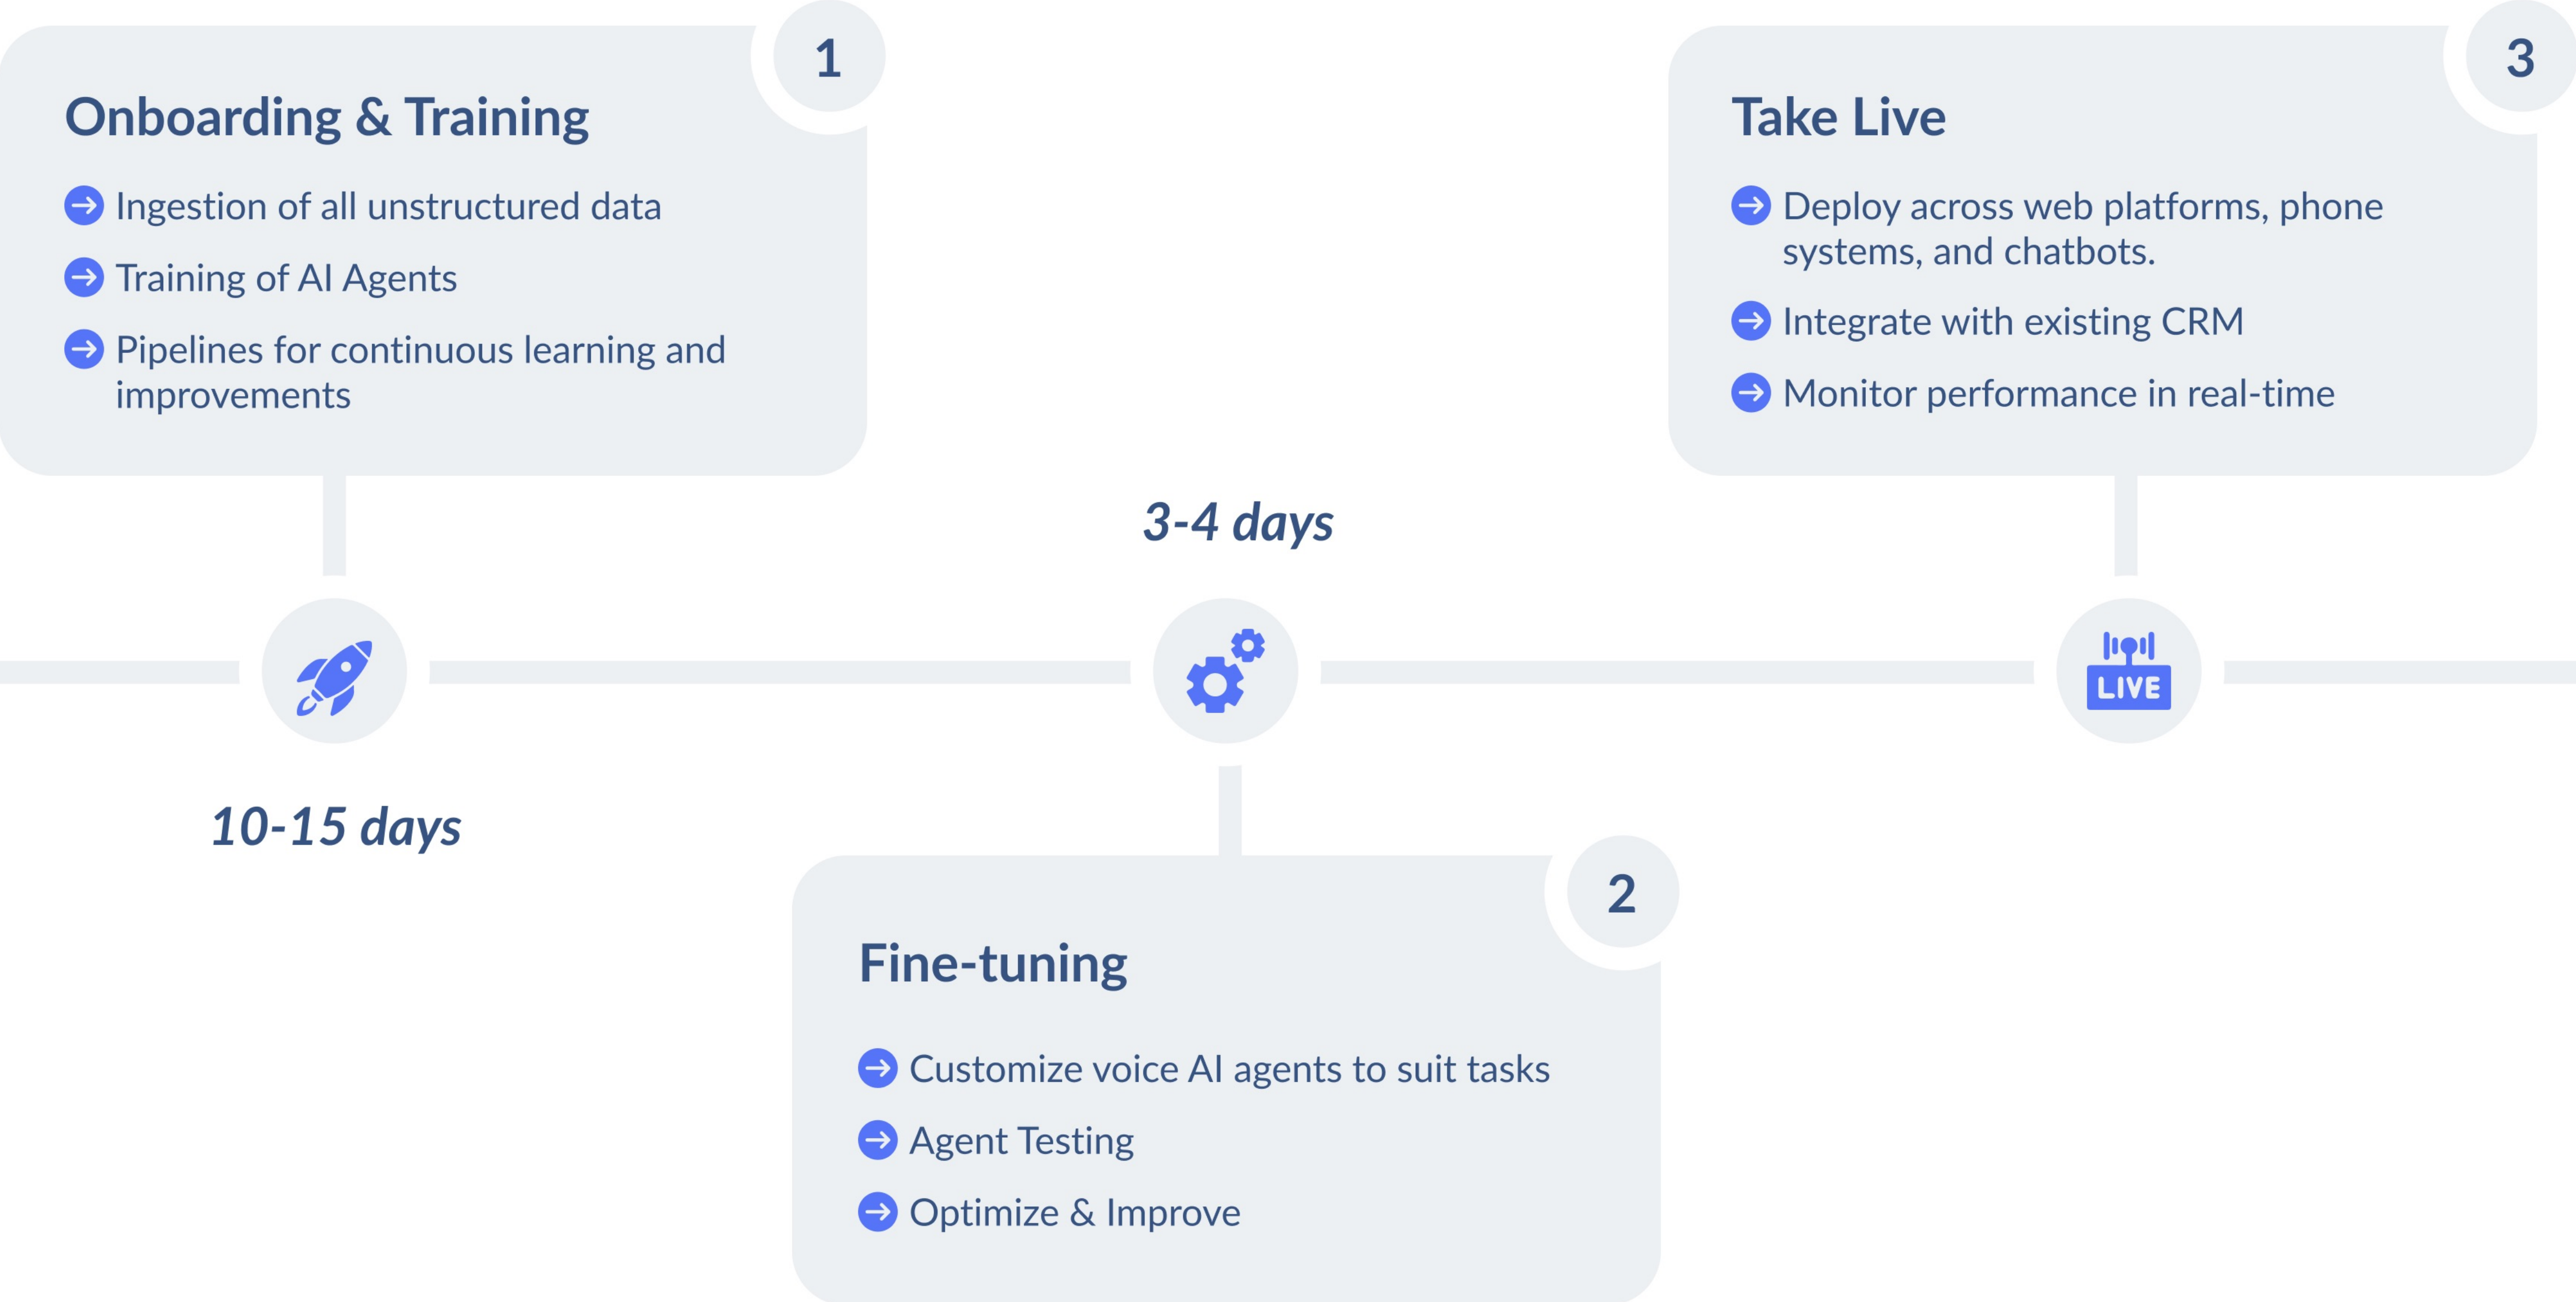 1
Onboarding & Training
Ingestion of all unstructured data
Training of AI Agents
Pipelines for continuous learning and
improvements
10-15 days
3-4 days
2
Fine-tuning
Customize voice AI agents to suit tasks
Agent Testing
Optimize & Improve
3
Take Live
Deploy across web platforms, phone
systems, and chatbots.
Integrate with existing CRM
Monitor performance in real-time
LIVE